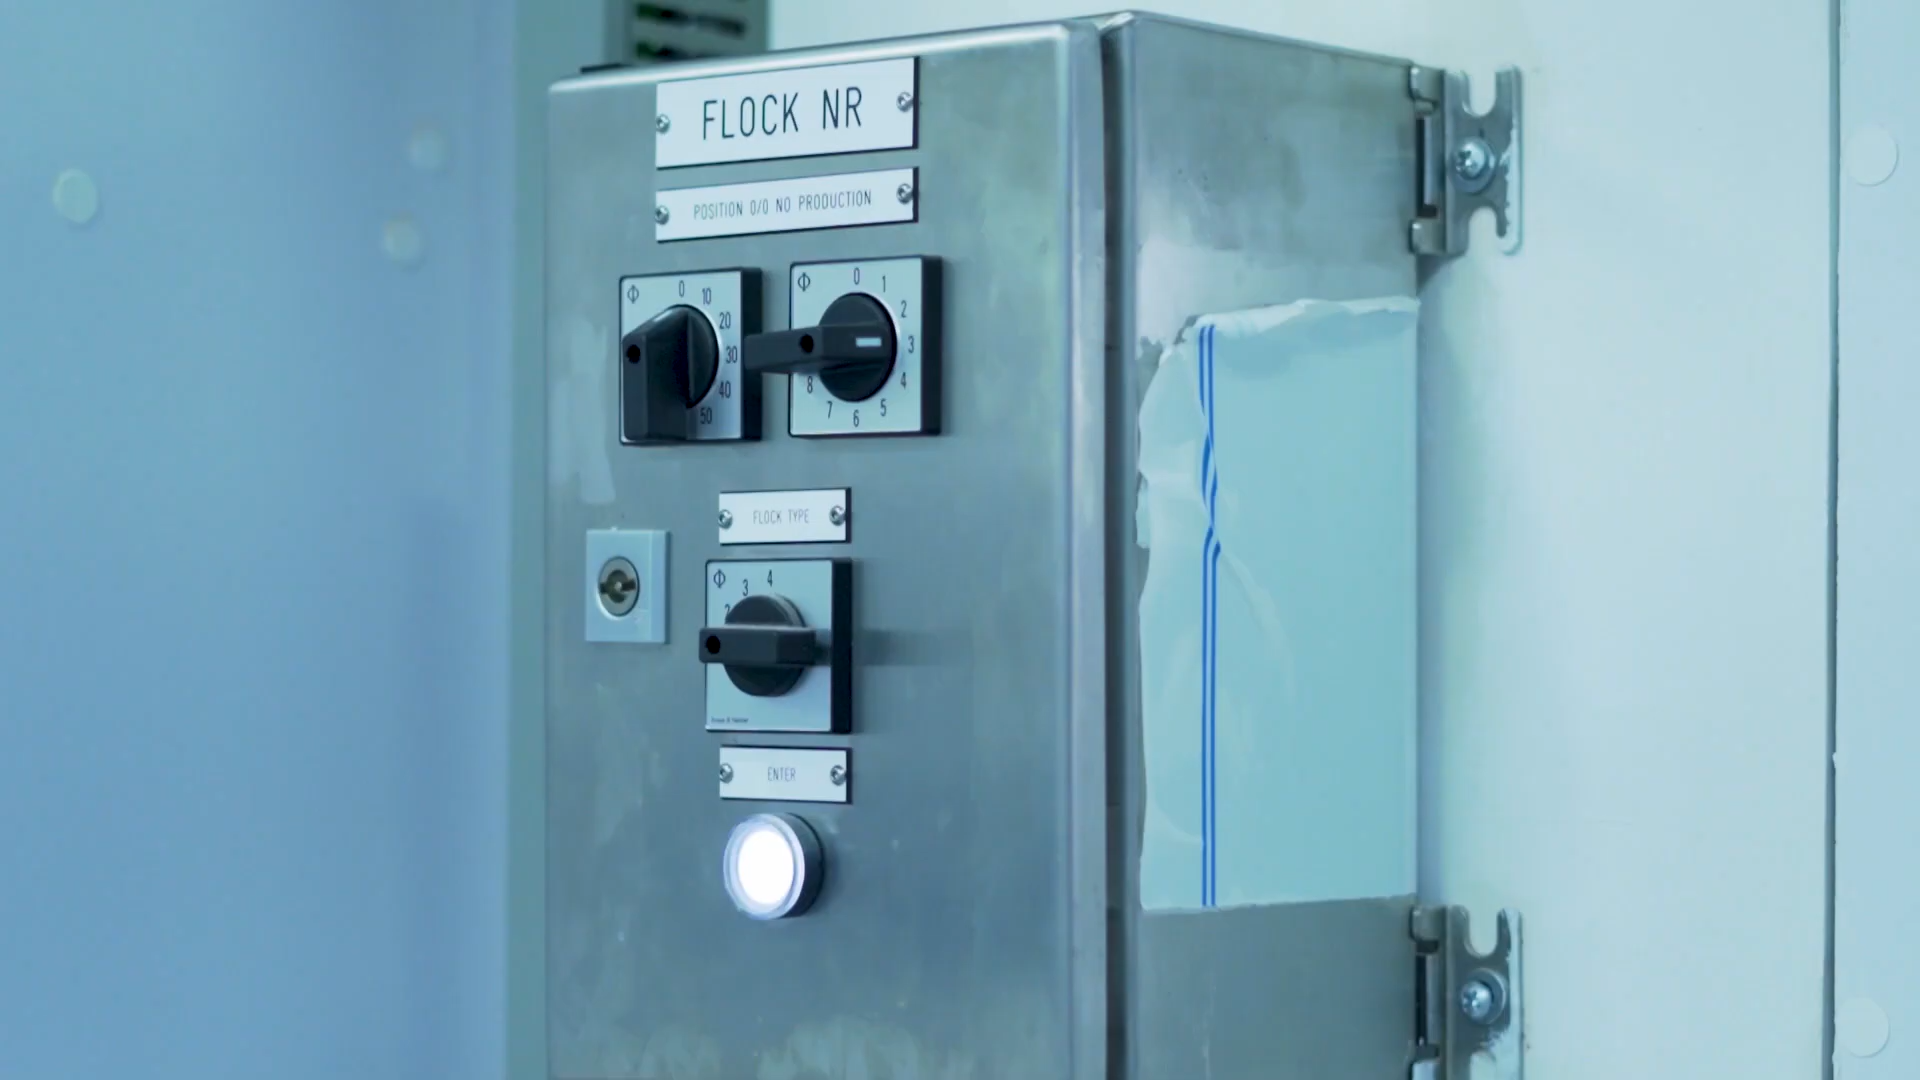 FLOCK NR
POSITION 0/0 NO PRODUCTION
0 10 20 30 40 50
0 1 2 3 4 5 6 7 8
FLOCK TYPE
2 3 4
ENTER